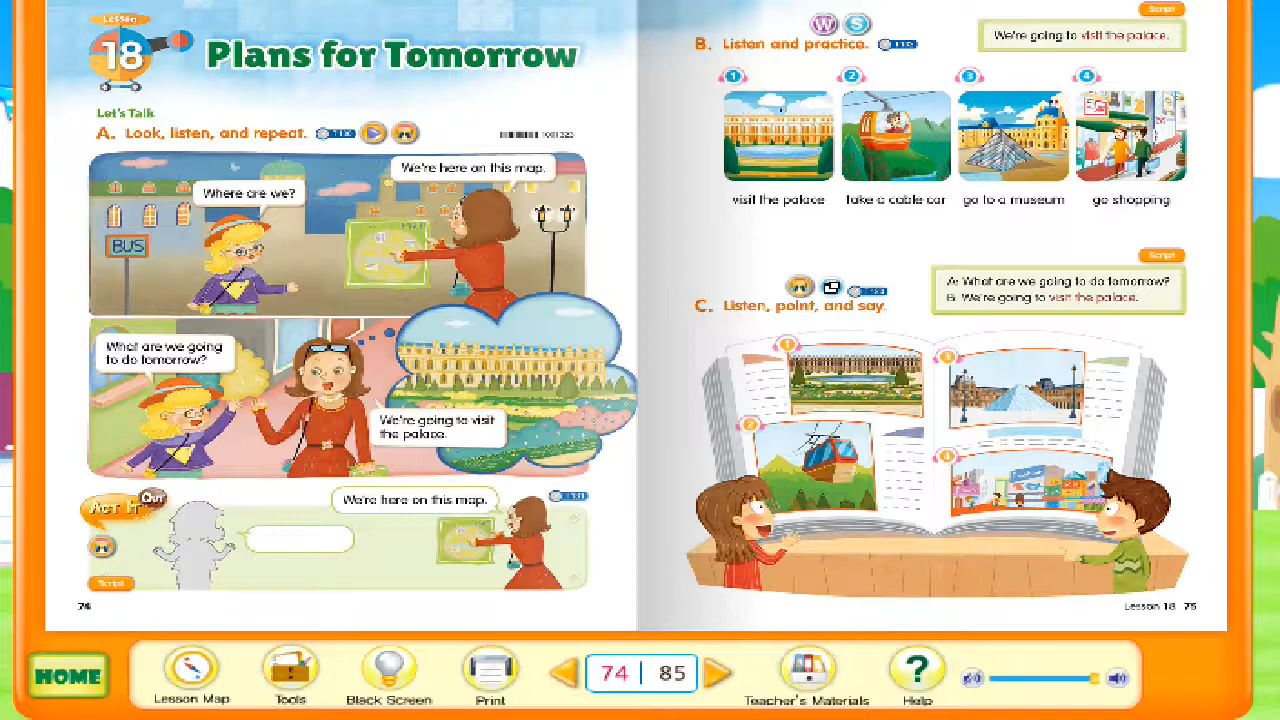 Lesson
18
Plans for Tomorrow
Let's Talk
A. Look, listen, and repeat.
Where are we?
We're here on this map.
MAP
BUS
What are we going
to do tomorrow?
We're going to visit
the palace.
ACT IT Out
We're here on this map.
Script
74
W S
Script
We're going to visit the palace.
B. Listen and practice.
1 2 3 4
visit the palace
take a cable car
go to a museum
go shopping
Script
A: What are we going to do tomorrow?
B: We're going to visit the palace.
C. Listen, point, and say.
1
2
3
4
Lesson 18 75
HOME
Lesson Map
Tools
Black Screen
Print
74 | 85
Teacher's Materials
?
Help